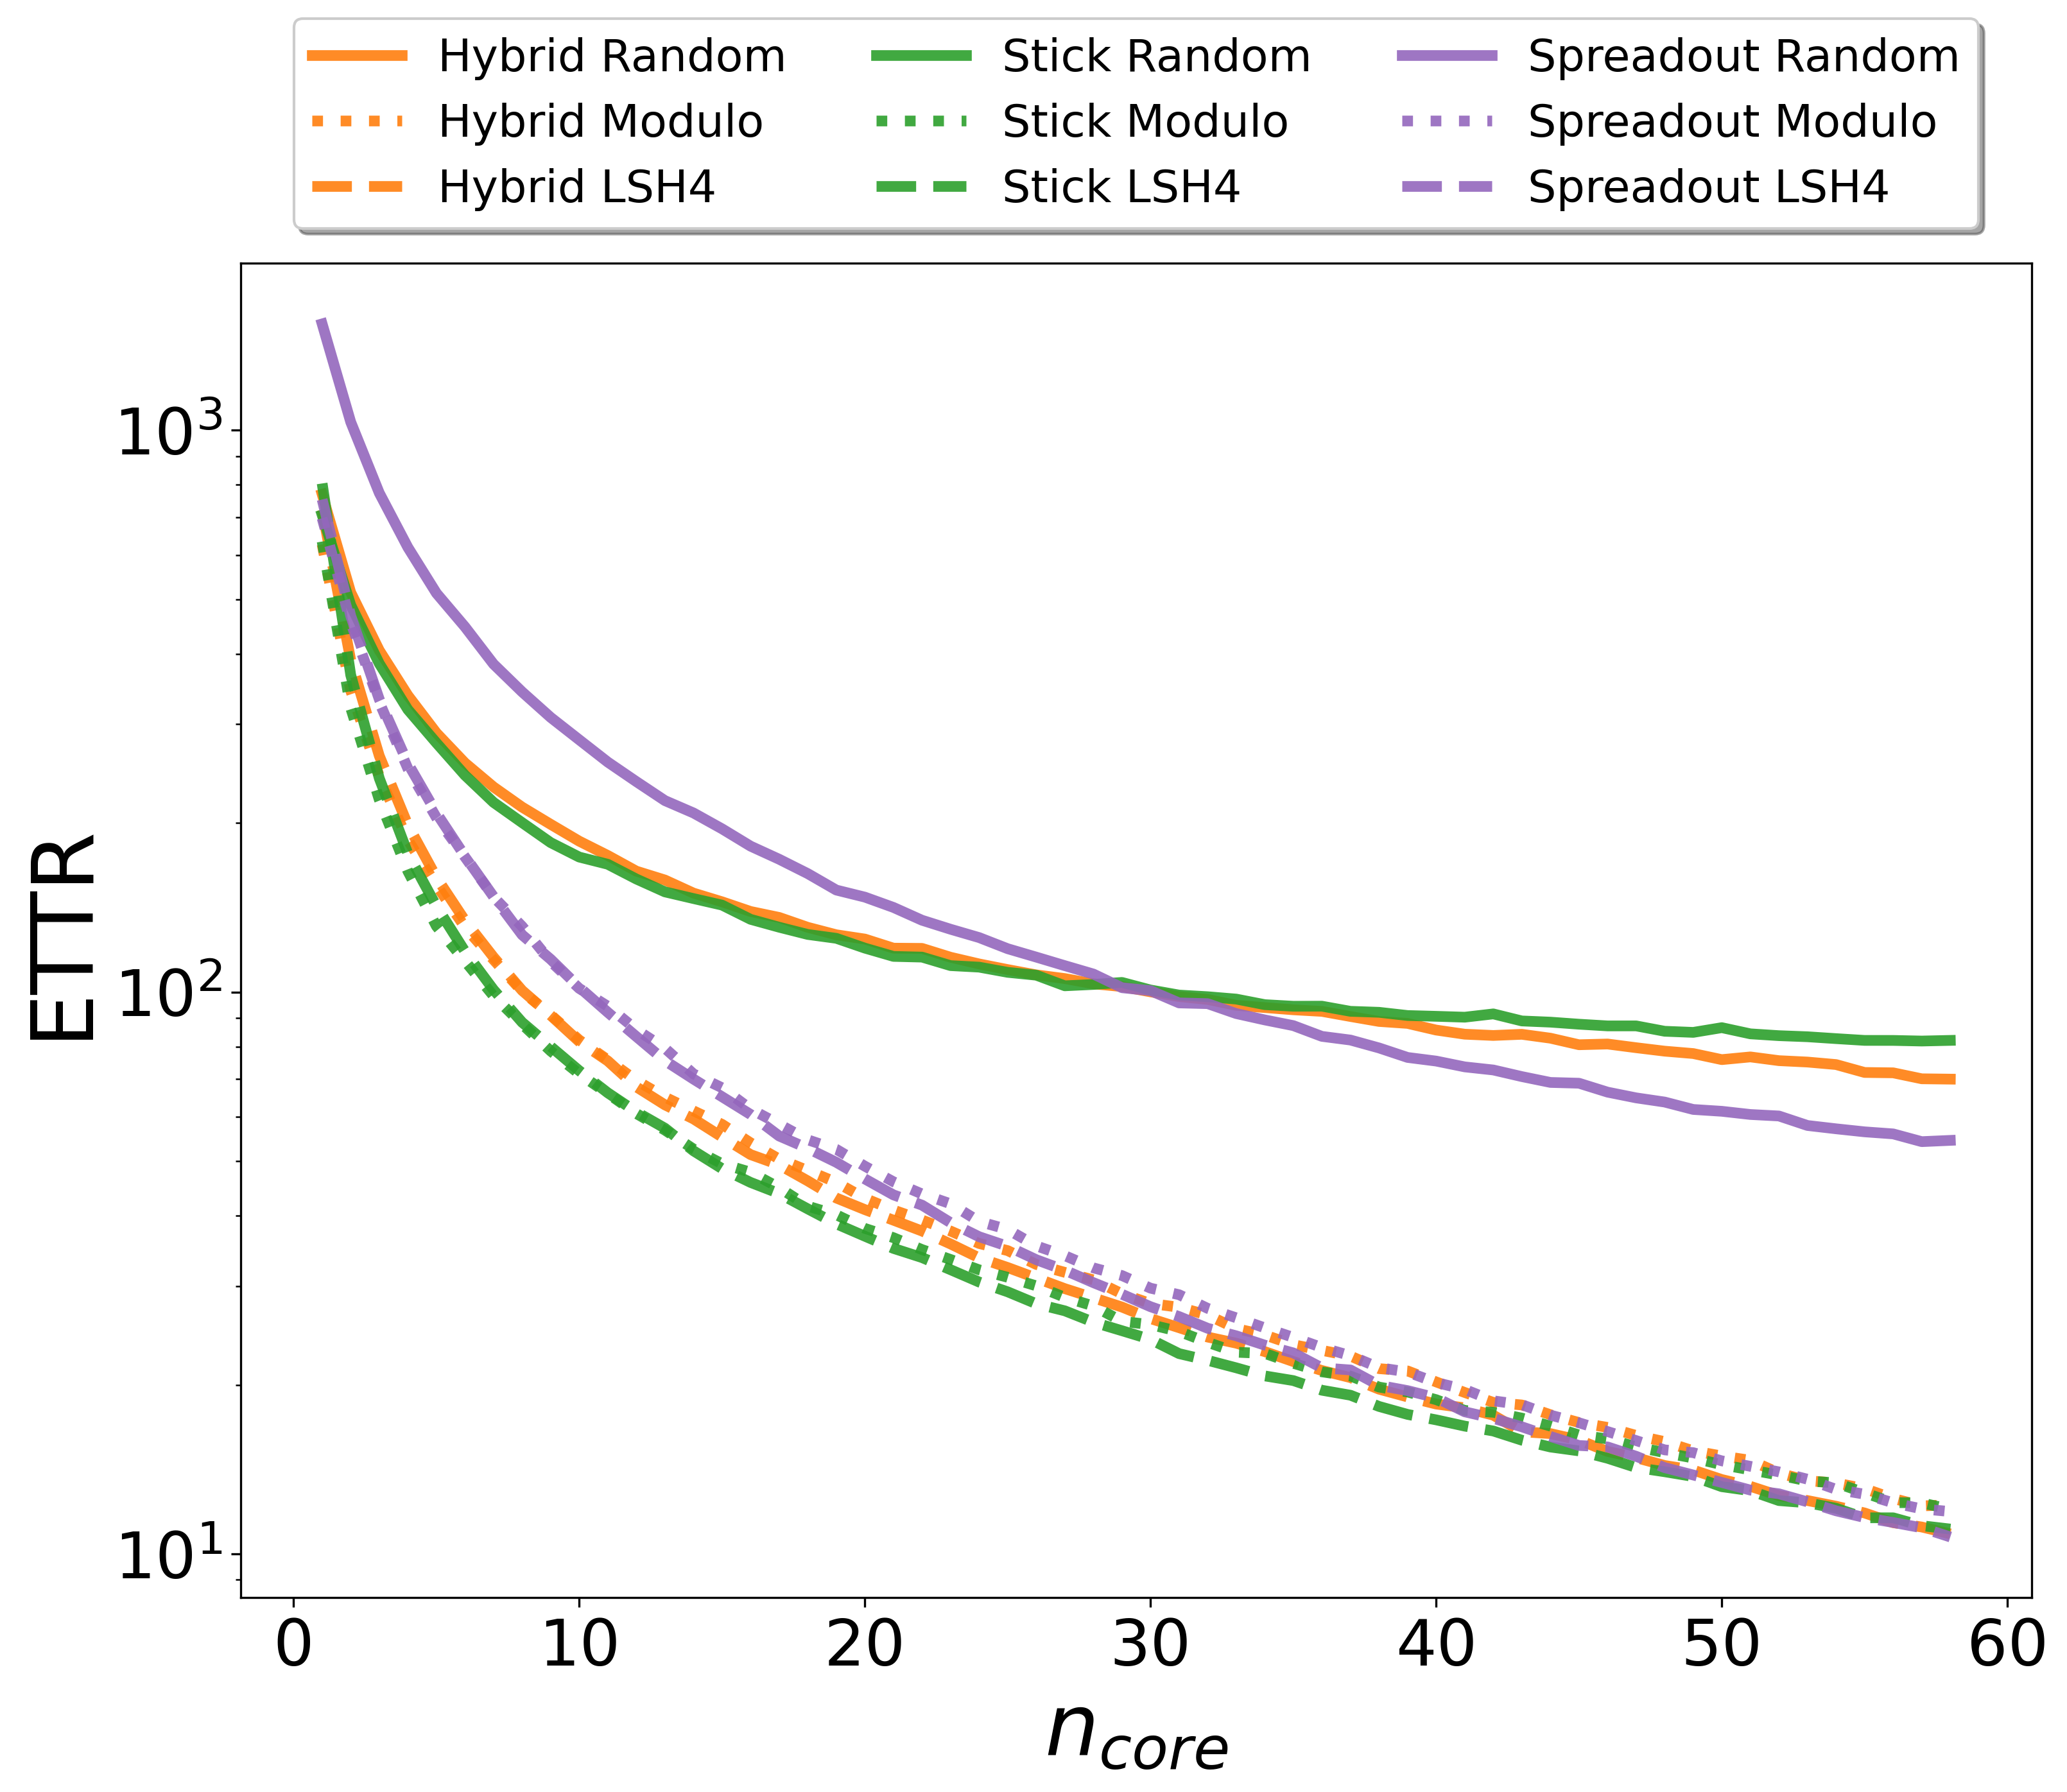 Hybrid Random Stick Random Spreadout Random
Hybrid Modulo Stick Modulo Spreadout Modulo
Hybrid LSH4 Stick LSH4 Spreadout LSH4
10³
10²
10¹
ETTR
0 10 20 30 40 50 60
n_core